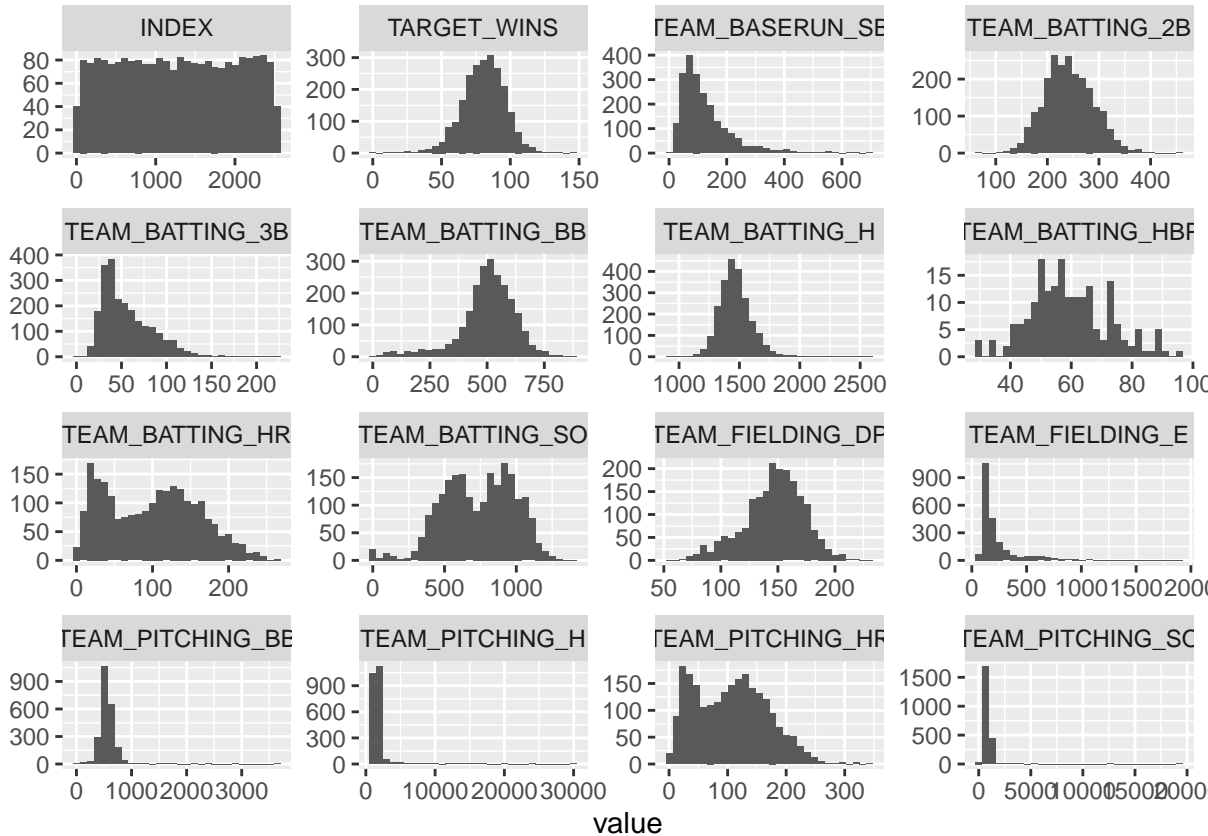 INDEX
TARGET_WINS
TEAM_BASERUN_SB
TEAM_BATTING_2B
80
60
40
20
0
0 1000 2000
300
200
100
0
0 50 100 150
400
300
200
100
0
0 200 400 600
200
100
0
100 200 300 400
TEAM_BATTING_3B
TEAM_BATTING_BB
TEAM_BATTING_H
TEAM_BATTING_HBP
400
300
200
100
0
0 50 100 150 200
300
200
100
0
0 250 500 750
400
300
200
100
0
1000 1500 2000 2500
15
10
5
0
40 60 80 100
TEAM_BATTING_HR
TEAM_BATTING_SO
TEAM_FIELDING_DP
TEAM_FIELDING_E
150
100
50
0
0 100 200
150
100
50
0
0 500 1000
200
150
100
50
0
50 100 150 200
900
600
300
0
0 500 1000 1500 2000
TEAM_PITCHING_BB
TEAM_PITCHING_H
TEAM_PITCHING_HR
TEAM_PITCHING_SO
900
600
300
0
0 1000 2000 3000
900
600
300
0
0 10000 20000 30000
150
100
50
0
0 100 200 300
1500
1000
500
0
0 5000 10000 15000 20000
value